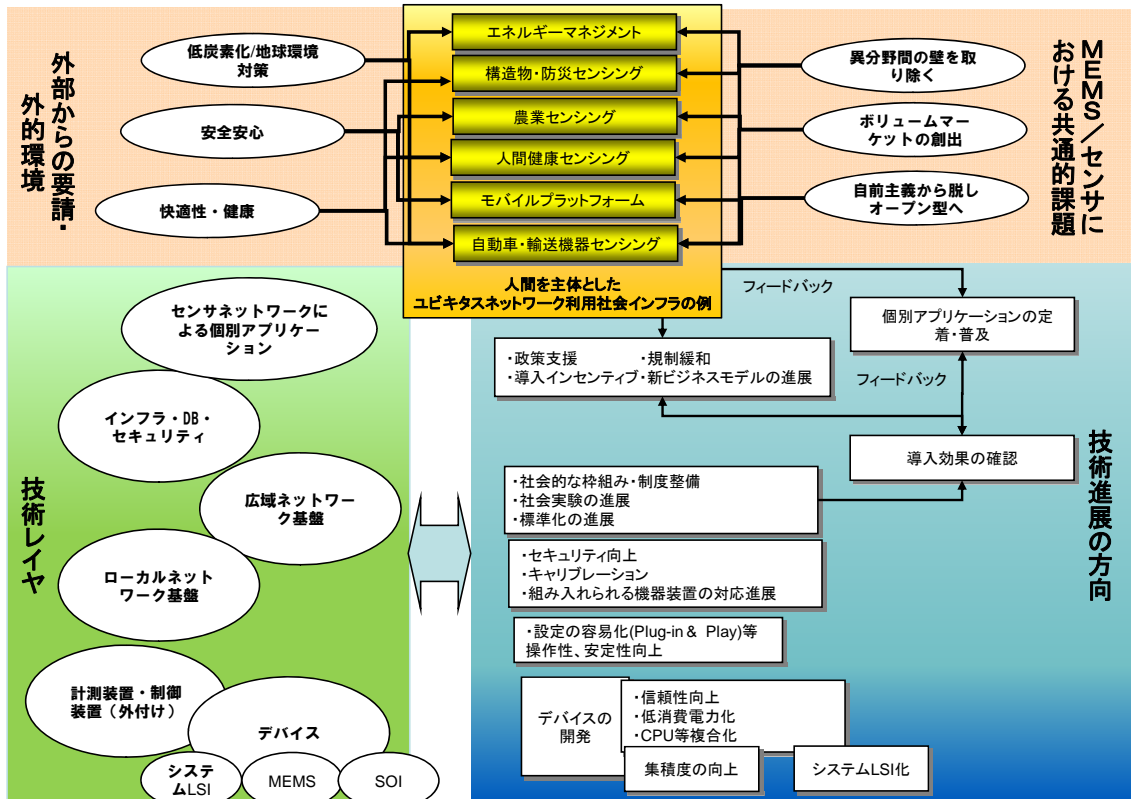 外部からの要請・
外的環境
低炭素化/地球環境
対策
安全安心
快適性・健康
エネルギーマネジメント
構造物・防災センシング
農業センシング
人間健康センシング
モバイルプラットフォーム
自動車・輸送機器センシング
人間を主体とした
ユビキタスネットワーク利用社会インフラの例
異分野間の壁を取
り除く
ボリュームマー
ケットの創出
自前主義から脱し
オープン型へ
MEMS/センサに
おける共通的課題
技術レイヤ
センサネットワークに
よる個別アプリケー
ション
インフラ・DB・
セキュリティ
広域ネットワー
ク基盤
ローカルネット
ワーク基盤
計測装置・制御
装置（外付け）
デバイス
システ
ムLSI
MEMS
SOI
フィードバック
個別アプリケーションの定
着・普及
・政策支援 ・規制緩和
・導入インセンティブ・新ビジネスモデルの進展
フィードバック
導入効果の確認
・社会的な枠組み・制度整備
・社会実験の進展
・標準化の進展
・セキュリティ向上
・キャリブレーション
・組み入れられる機器装置の対応進展
・設定の容易化(Plug-in & Play)等
操作性、安定性向上
デバイスの
開発
・信頼性向上
・低消費電力化
・CPU等複合化
集積度の向上
システムLSI化
技術進展の方向